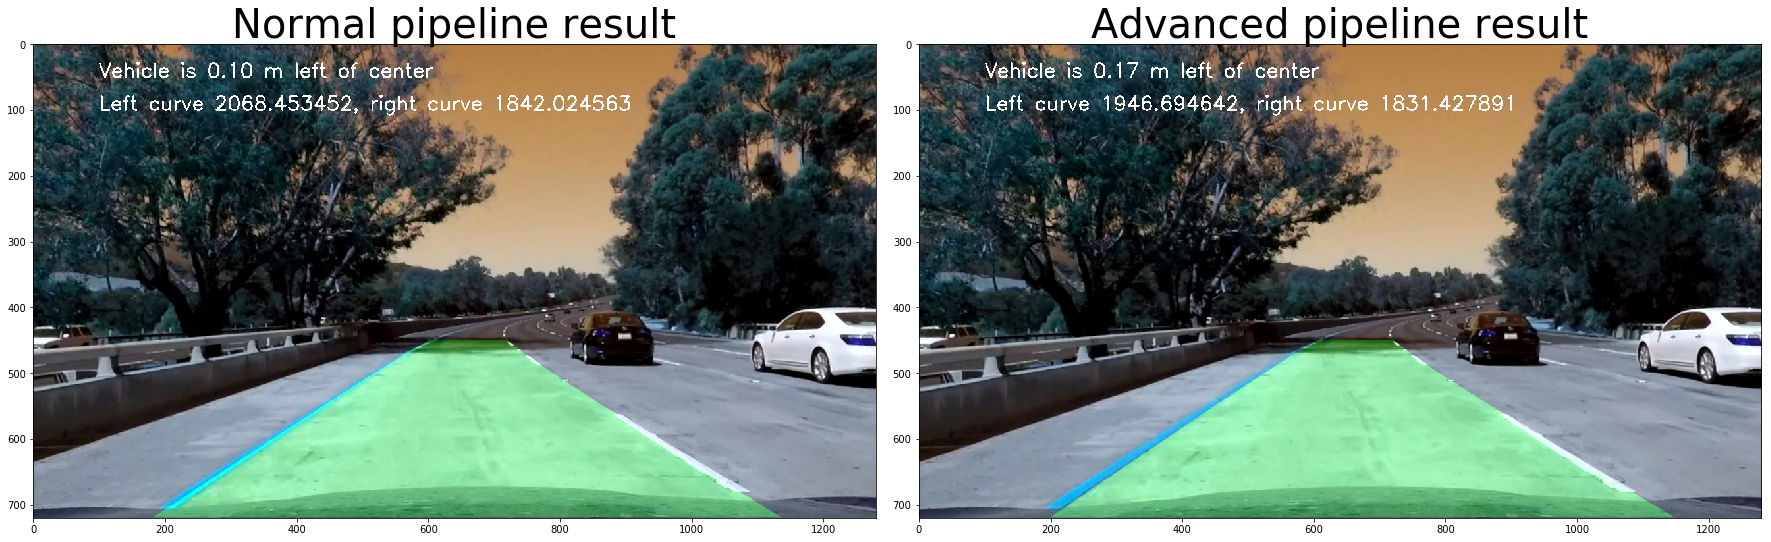 Normal pipeline result
Vehicle is 0.10 m left of center
Left curve 2068.453452, right curve 1842.024563
0
100
200
300
400
500
600
700
0 200 400 600 800 1000 1200
Advanced pipeline result
Vehicle is 0.17 m left of center
Left curve 1946.694642, right curve 1831.427891
0
100
200
300
400
500
600
700
0 200 400 600 800 1000 1200